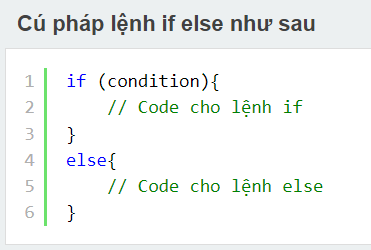 Cú pháp lệnh if else như sau
1 if (condition){
2     // Code cho lệnh if
3 }
4 else{
5     // Code cho lệnh else
6 }